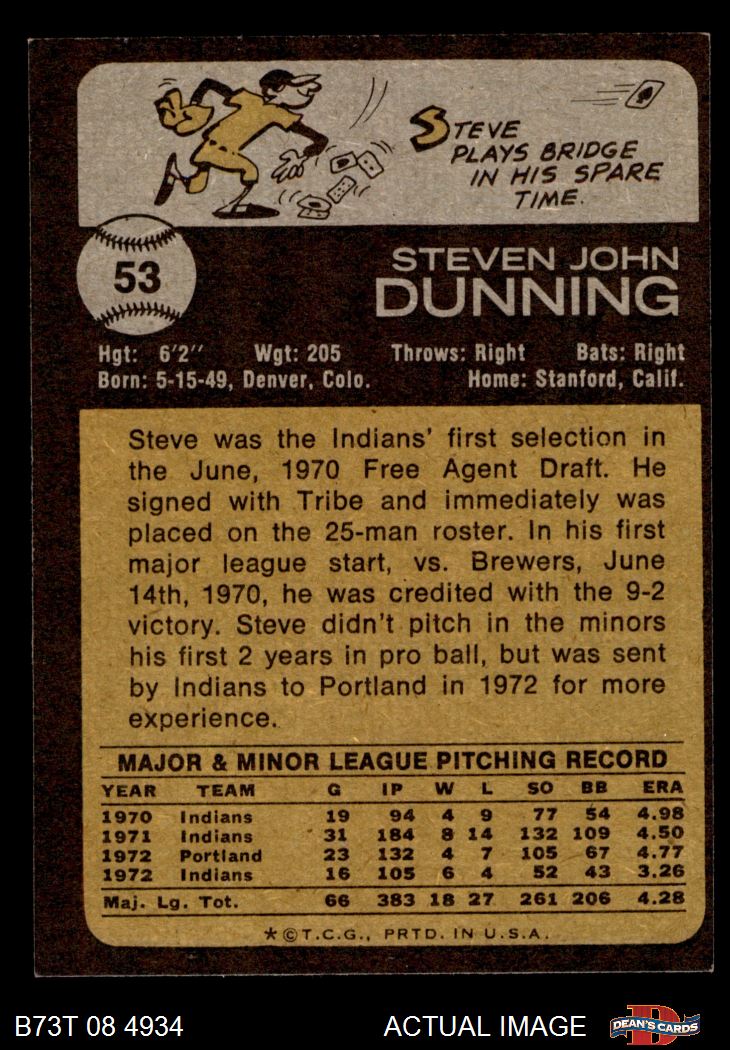 STEVE
PLAYS BRIDGE
IN HIS SPARE
TIME.
53
STEVEN JOHN
DUNNING
Hgt: 6'2" Wgt: 205 Throws: Right Bats: Right
Born: 5-15-49, Denver, Colo. Home: Stanford, Calif.
Steve was the Indians' first selection in
the June, 1970 Free Agent Draft. He
signed with Tribe and immediately was
placed on the 25-man roster. In his first
major league start, vs. Brewers, June
14th, 1970, he was credited with the 9-2
victory. Steve didn't pitch in the minors
his first 2 years in pro ball, but was sent
by Indians to Portland in 1972 for more
experience.
MAJOR & MINOR LEAGUE PITCHING RECORD
YEAR TEAM G IP W L SO BB ERA
1970 Indians 19 94 4 9 77 54 4.98
1971 Indians 31 184 8 14 132 109 4.50
1972 Portland 23 132 4 7 105 67 4.77
1972 Indians 16 105 6 4 52 43 3.26
Maj. Lg. Tot. 66 383 18 27 261 206 4.28
*©T.C.G., PRTD. IN U.S.A.
B73T 08 4934 ACTUAL IMAGE DEAN'S CARDS